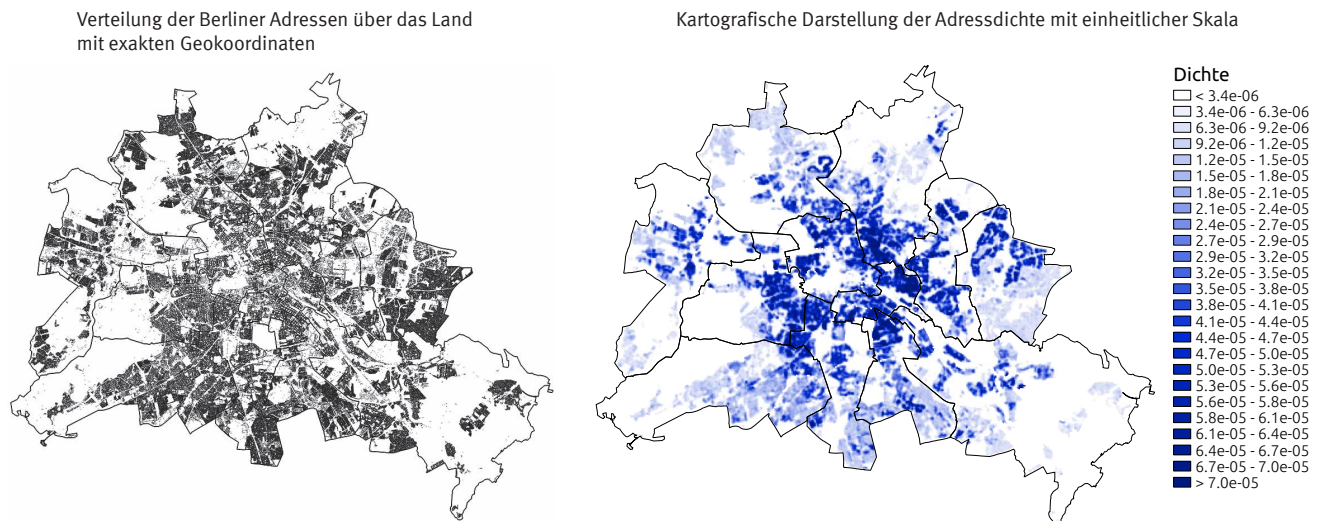 Verteilung der Berliner Adressen über das Land
mit exakten Geokoordinaten
Kartografische Darstellung der Adressdichte mit einheitlicher Skala
Dichte
< 3.4e-06
3.4e-06 - 6.3e-06
6.3e-06 - 9.2e-06
9.2e-06 - 1.2e-05
1.2e-05 - 1.5e-05
1.5e-05 - 1.8e-05
1.8e-05 - 2.1e-05
2.1e-05 - 2.4e-05
2.4e-05 - 2.7e-05
2.7e-05 - 2.9e-05
2.9e-05 - 3.2e-05
3.2e-05 - 3.5e-05
3.5e-05 - 3.8e-05
3.8e-05 - 4.1e-05
4.1e-05 - 4.4e-05
4.4e-05 - 4.7e-05
4.7e-05 - 5.0e-05
5.0e-05 - 5.3e-05
5.3e-05 - 5.6e-05
5.6e-05 - 5.8e-05
5.8e-05 - 6.1e-05
6.1e-05 - 6.4e-05
6.4e-05 - 6.7e-05
6.7e-05 - 7.0e-05
> 7.0e-05